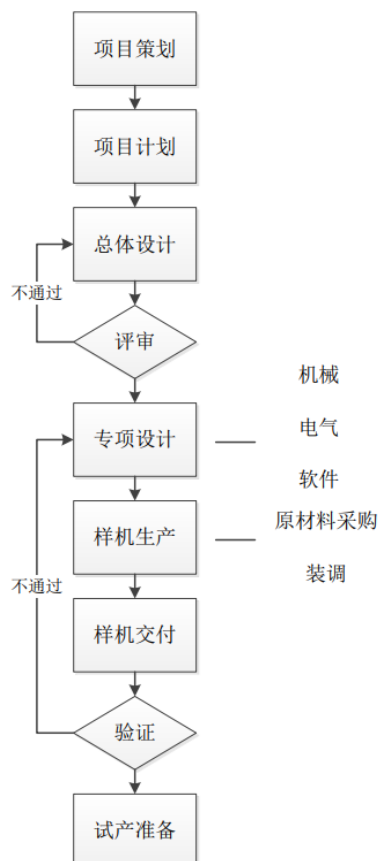 项目策划
项目计划
总体设计
不通过
评审
机械
专项设计
电气
软件
样机生产
原材料采购
装调
不通过
样机交付
验证
试产准备